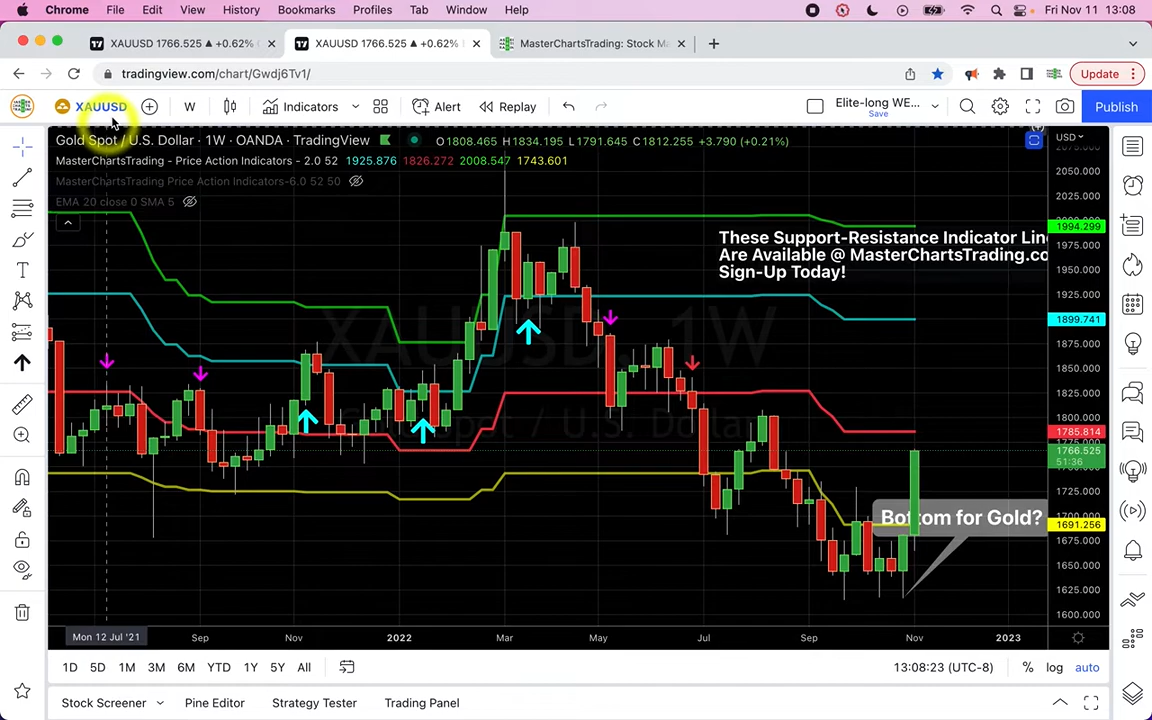 Chrome File Edit View History Bookmarks Profiles Tab Window Help Fri Nov 11 13:08
XAUUSD 1766.525 ▲ +0.62% XAUUSD 1766.525 ▲ +0.62% MasterChartsTrading: Stock Ma
tradingview.com/chart/Gwdj6Tv1/ Update
XAUUSD W Indicators Alert Replay Elite-long WE... Publish
Save
Gold Spot / U.S. Dollar · 1W · OANDA · TradingView O1808.465 H1834.195 L1791.645 C1812.255 +3.790 (+0.21%) USD
MasterChartsTrading - Price Action Indicators - 2.0 52 1925.876 1826.272 2008.547 1743.601
MasterChartsTrading Price Action Indicators-6.0 52 50
EMA 20 close 0 SMA 5
These Support-Resistance Indicator Lin
Are Available @ MasterChartsTrading.co
Sign-Up Today!
XAUUSD, 1W
Gold Spot / U.S. Dollar
Bottom for Gold?
2050.000
2025.000
1994.299
1975.000
1950.000
1925.000
1899.741
1875.000
1850.000
1825.000
1800.000
1785.814
1775.000
1766.525
51:36
1725.000
1700.000
1691.256
1675.000
1650.000
1625.000
1600.000
Mon 12 Jul '21 Sep Nov 2022 Mar May Jul Sep Nov 2023
1D 5D 1M 3M 6M YTD 1Y 5Y All 13:08:23 (UTC-8) % log auto
Stock Screener Pine Editor Strategy Tester Trading Panel